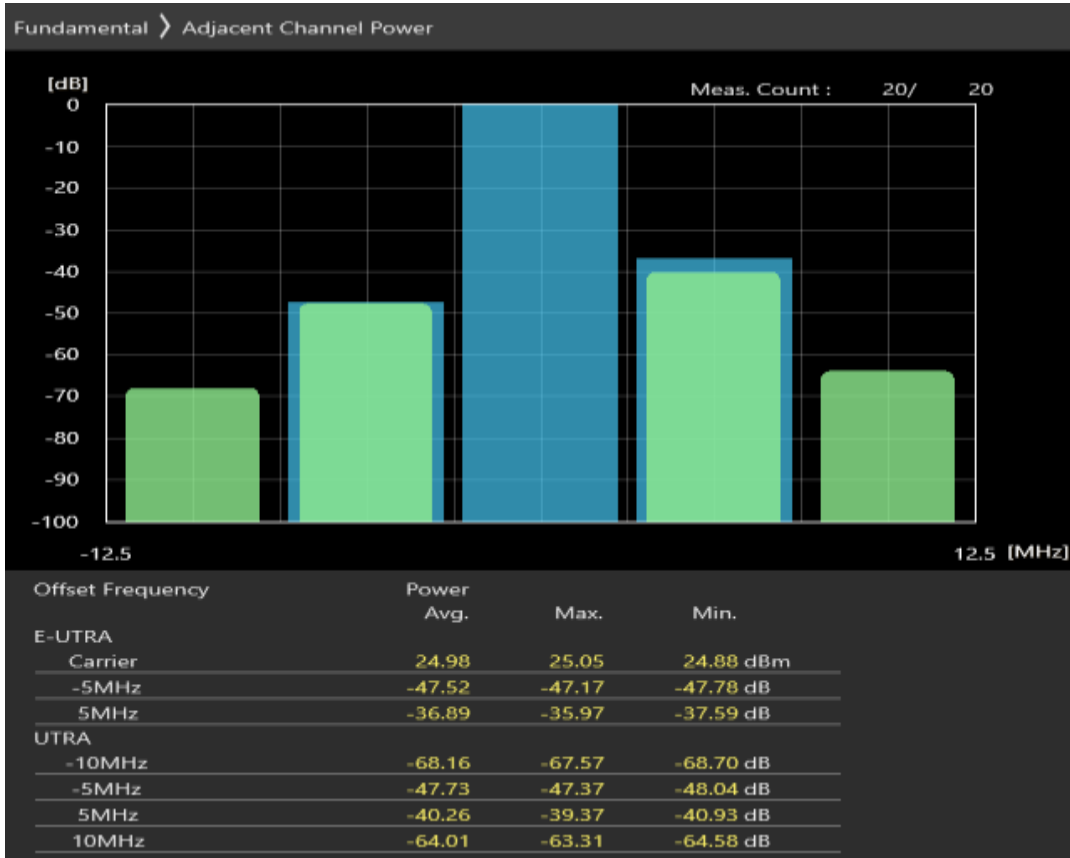 Fundamental 〉 Adjacent Channel Power
[dB]
Meas. Count : 20/ 20
0
-10
-20
-30
-40
-50
-60
-70
-80
-90
-100
-12.5 12.5 [MHz]
Offset Frequency Power
Avg. Max. Min.
E-UTRA
Carrier 24.98 25.05 24.88 dBm
-5MHz -47.52 -47.17 -47.78 dB
5MHz -36.89 -35.97 -37.59 dB
UTRA
-10MHz -68.16 -67.57 -68.70 dB
-5MHz -47.73 -47.37 -48.04 dB
5MHz -40.26 -39.37 -40.93 dB
10MHz -64.01 -63.31 -64.58 dB